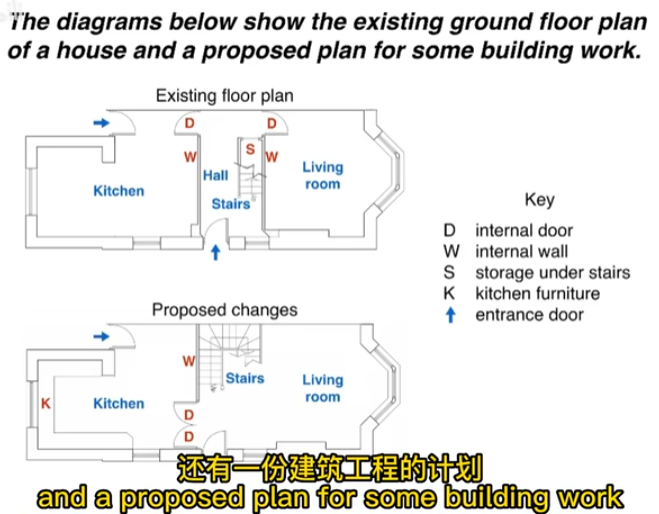 The diagrams below show the existing ground floor plan
of a house and a proposed plan for some building work.
Existing floor plan
D
D
W
S
W
Hall
Living
room
Kitchen
Stairs
Key
D internal door
W internal wall
S storage under stairs
K kitchen furniture
entrance door
Proposed changes
W
Stairs
Living
room
K
Kitchen
D
D
还有一份建筑工程的计划
and a proposed plan for some building work